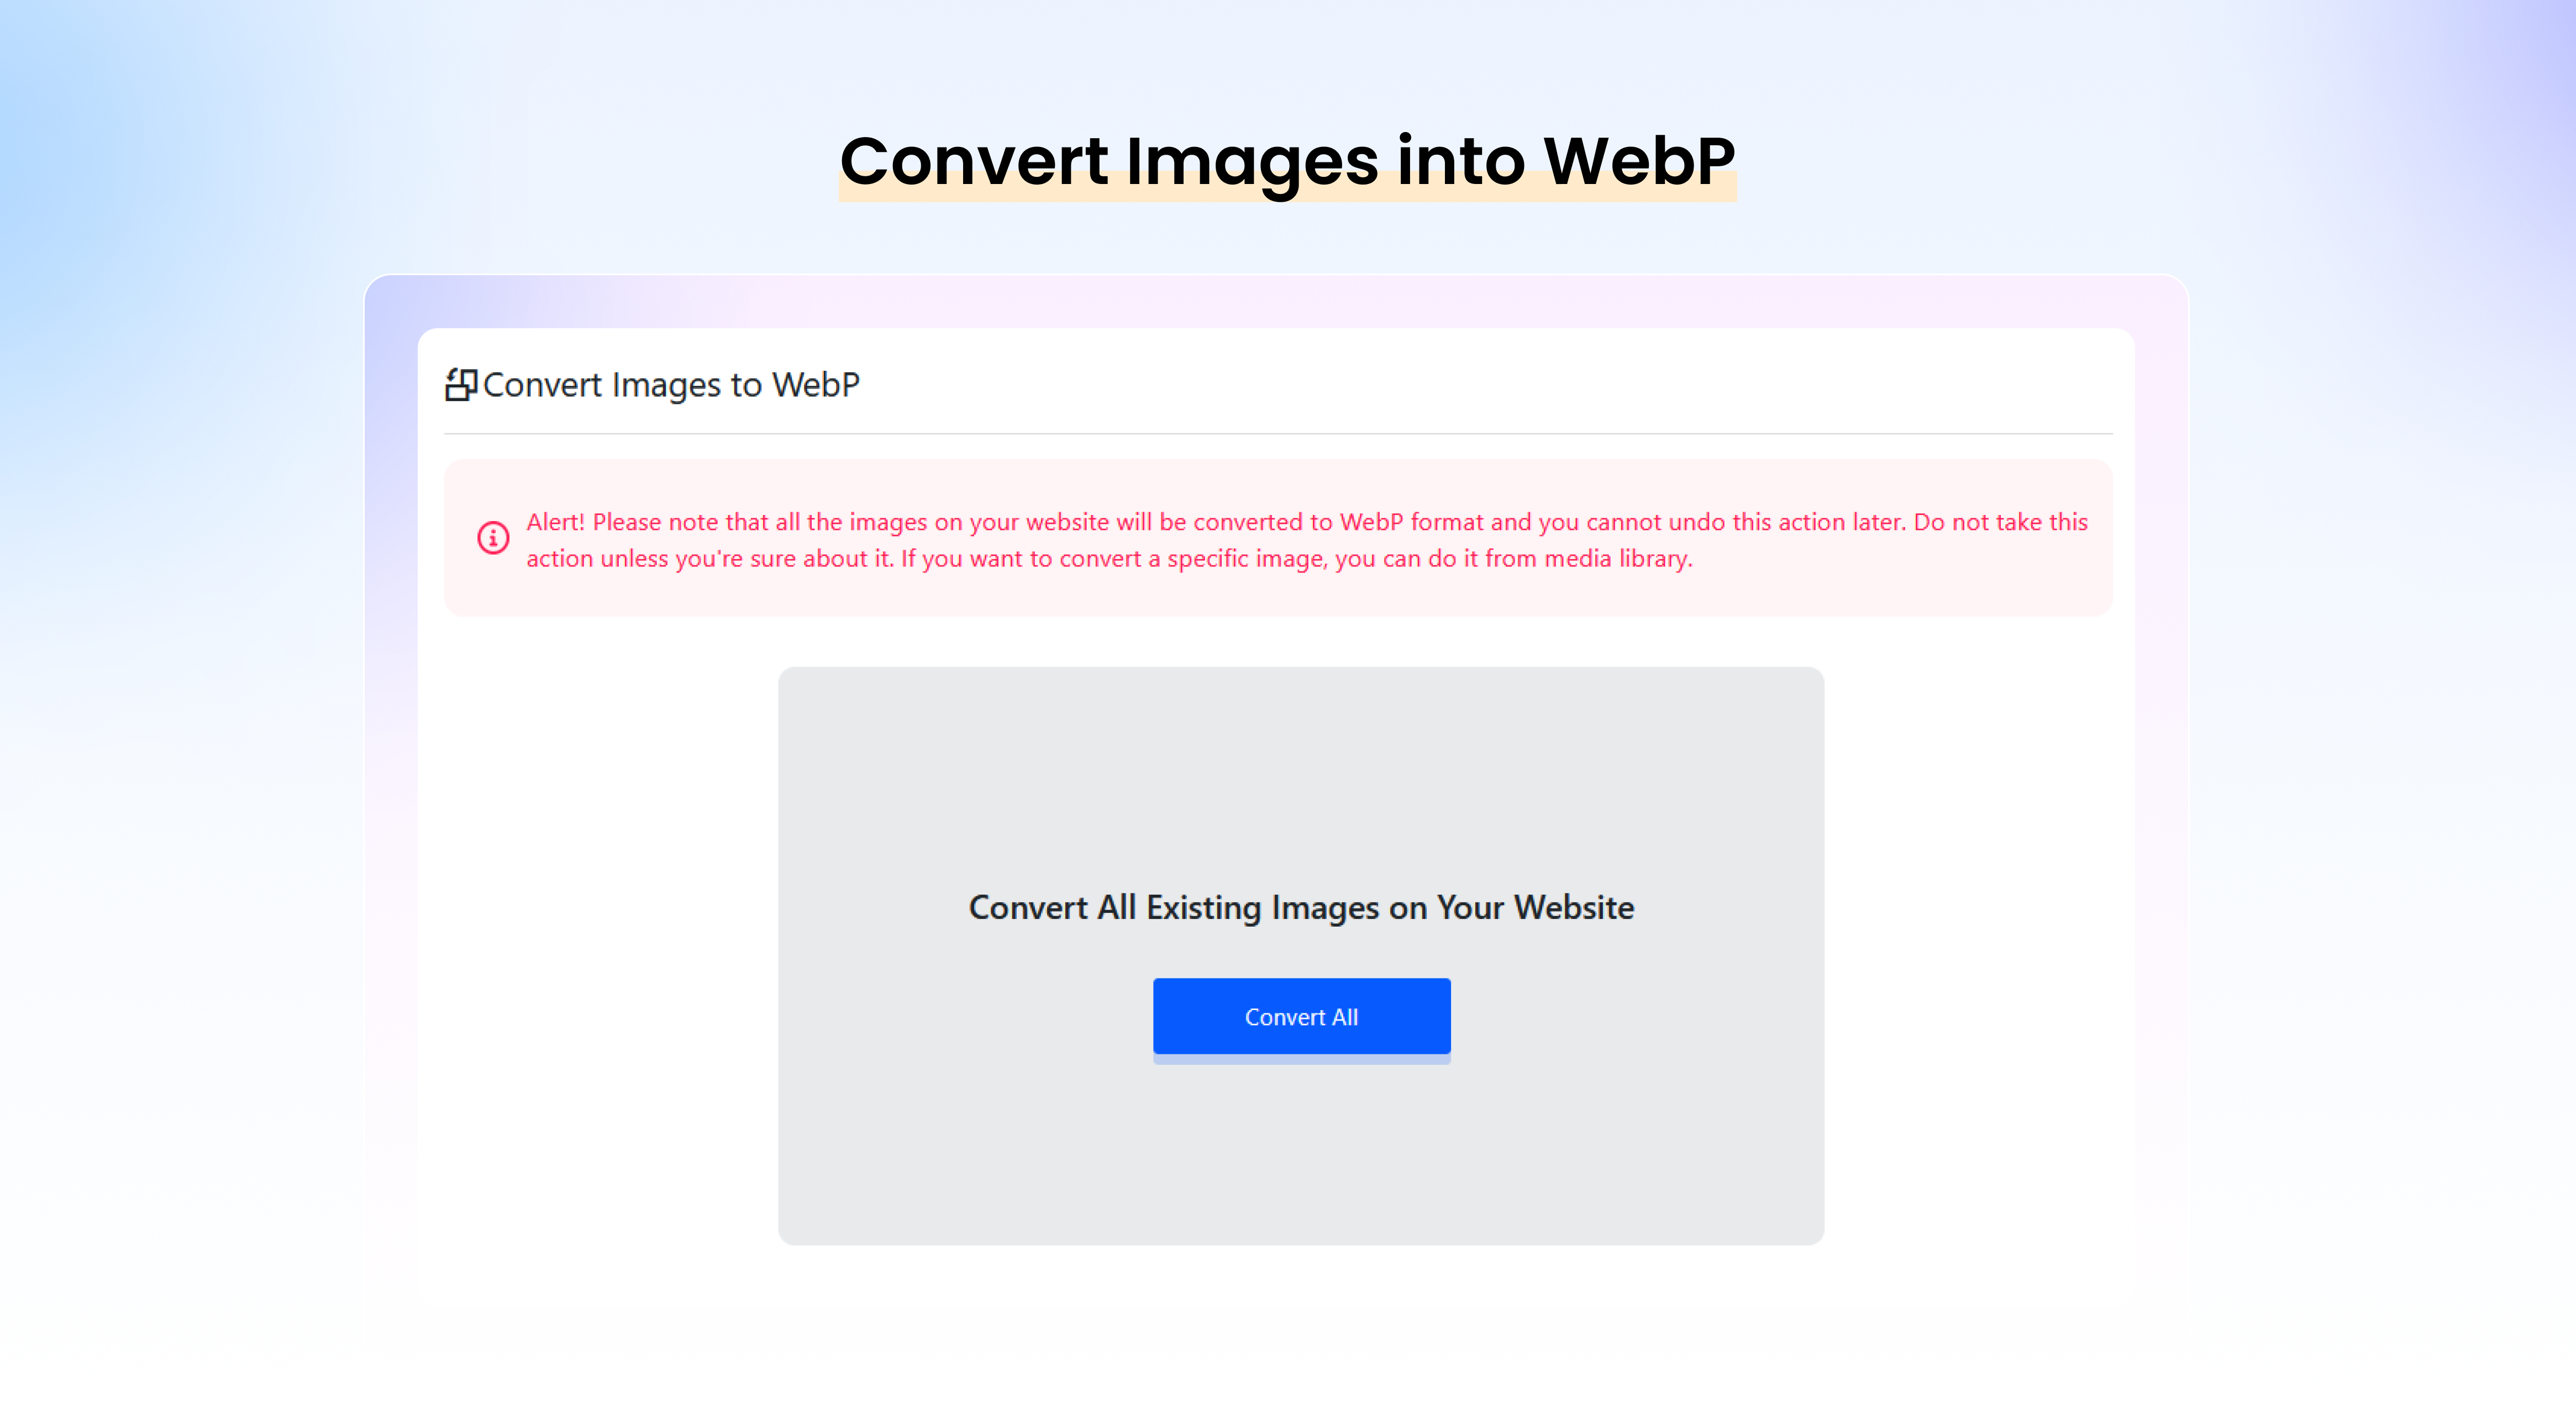 Convert Images into WebP
Convert Images to WebP
Alert! Please note that all the images on your website will be converted to WebP format and you cannot undo this action later. Do not take this
action unless you're sure about it. If you want to convert a specific image, you can do it from media library.
Convert All Existing Images on Your Website
Convert All